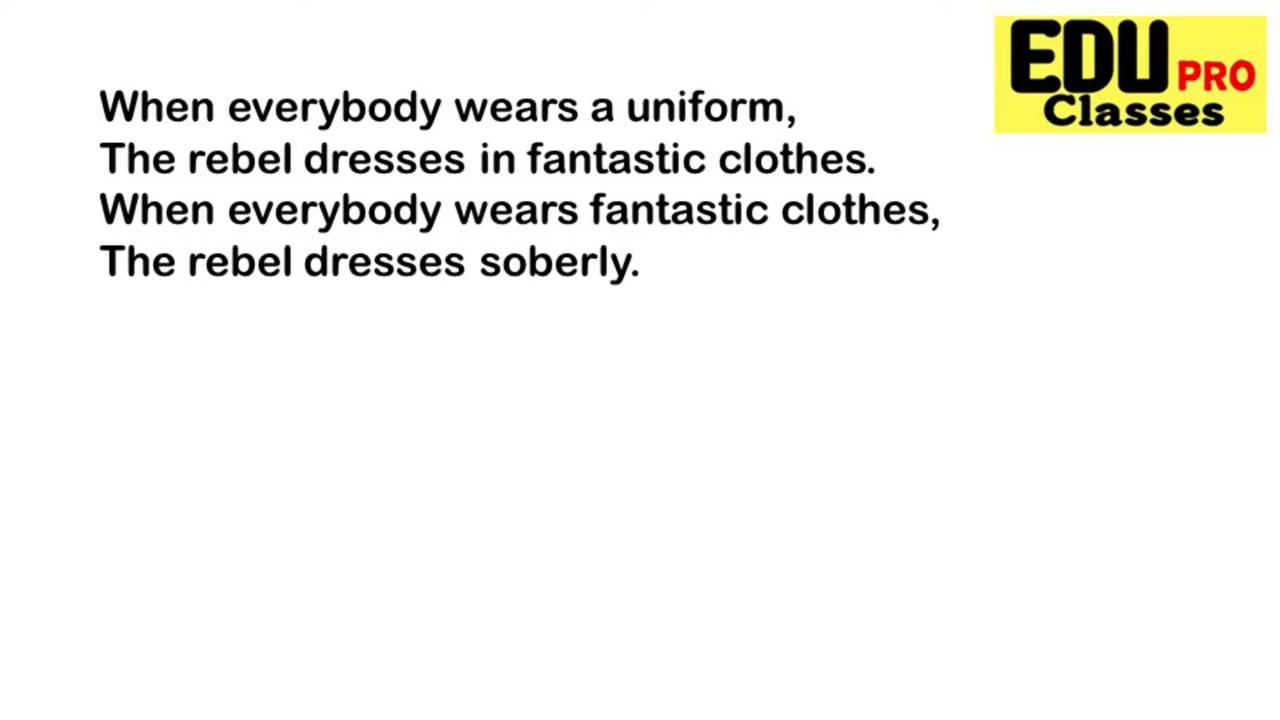 EDU PRO
Classes
When everybody wears a uniform,
The rebel dresses in fantastic clothes.
When everybody wears fantastic clothes,
The rebel dresses soberly.